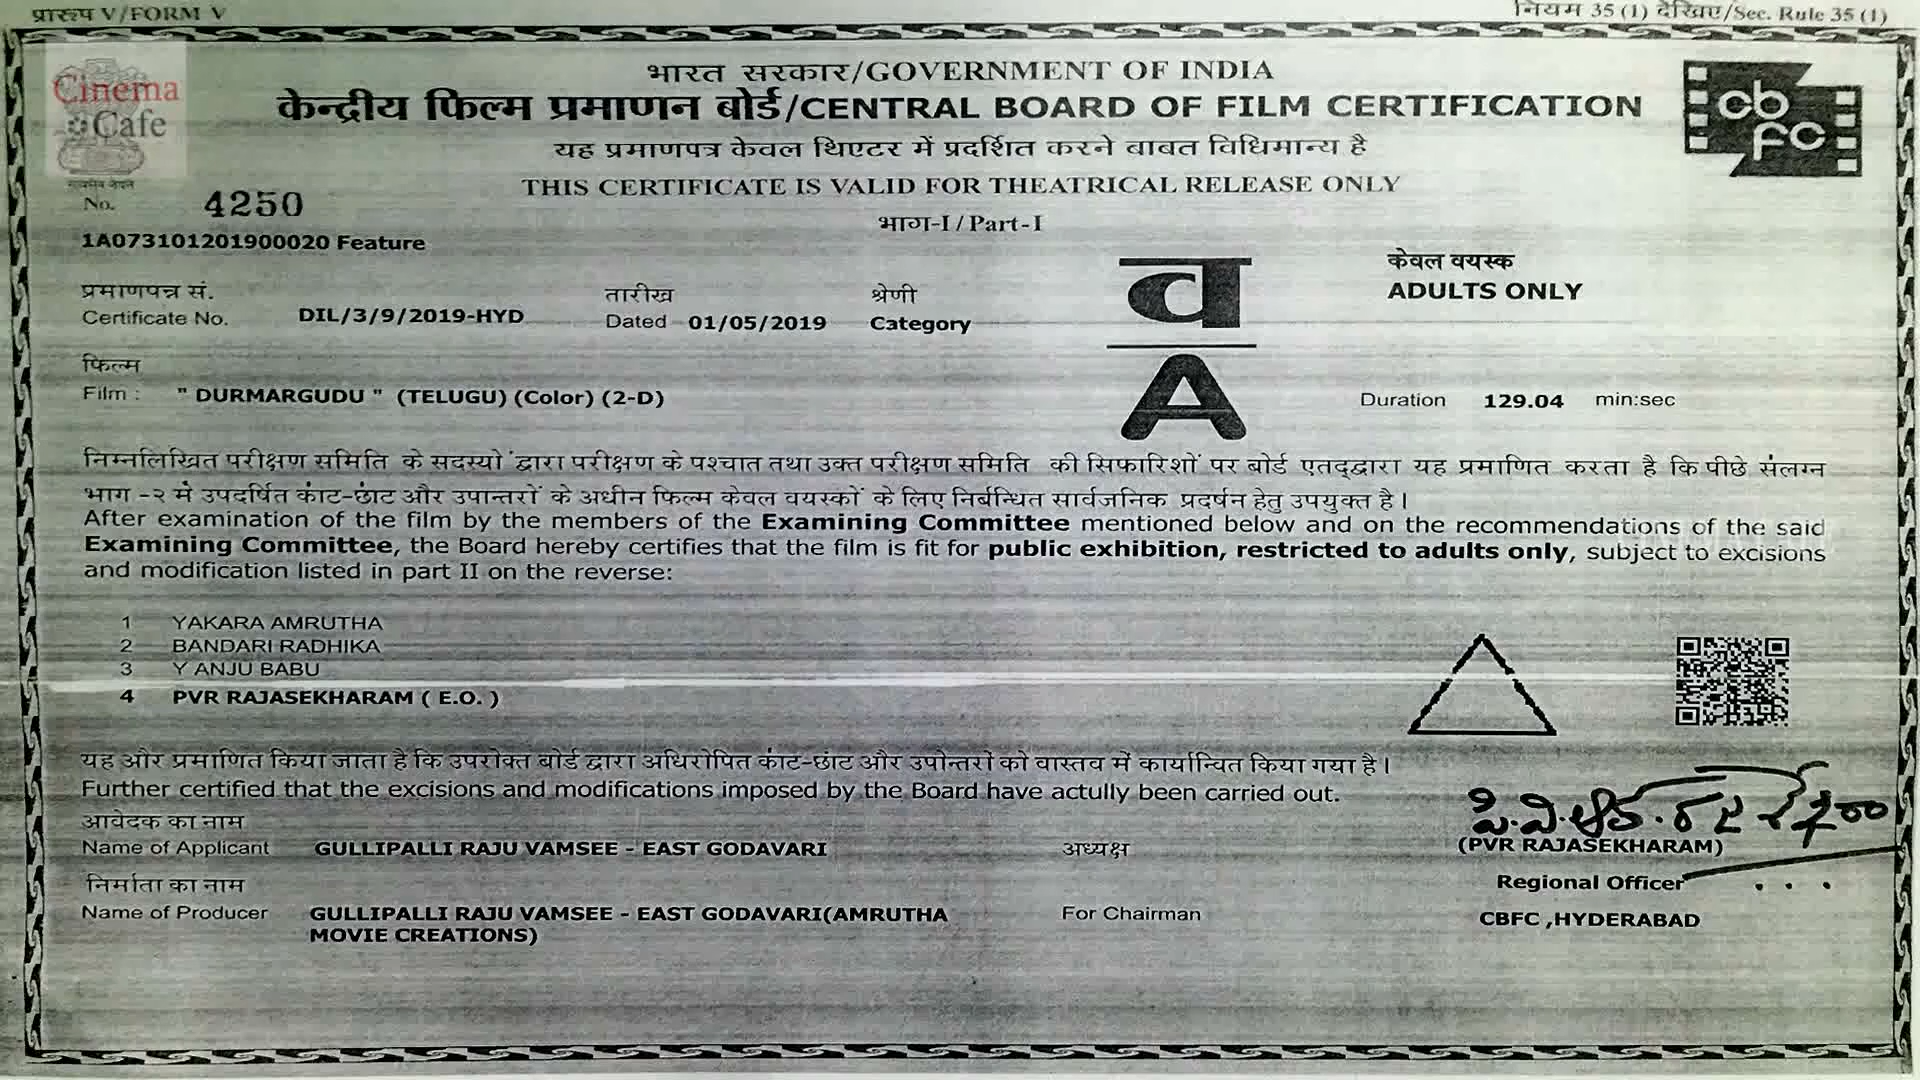 प्रारूप V/FORM V
नियम 35 (1) देखिए/Sec. Rule 35 (1)
Cinema
Cafe
सत्यमेव जयते
भारत सरकार/GOVERNMENT OF INDIA
केन्द्रीय फिल्म प्रमाणन बोर्ड/CENTRAL BOARD OF FILM CERTIFICATION
cb
fc
यह प्रमाणपत्र केवल थिएटर में प्रदर्शित करने बाबत विधिमान्य है
THIS CERTIFICATE IS VALID FOR THEATRICAL RELEASE ONLY
No. 4250
भाग-I / Part-I
1A073101201900020 Feature
केवल वयस्क
ADULTS ONLY
व
A
प्रमाणपत्र सं. तारीख श्रेणी
Certificate No. DIL/3/9/2019-HYD Dated 01/05/2019 Category
फिल्म
Film : " DURMARGUDU " (TELUGU) (Color) (2-D) Duration 129.04 min:sec
निम्नलिखित परीक्षण समिति के सदस्यों द्वारा परीक्षण के पश्चात तथा उक्त परीक्षण समिति की सिफारिशों पर बोर्ड एतद्द्वारा यह प्रमाणित करता है कि पीछे संलग्न
भाग -२ में उपदर्षित कांट-छांट और उपान्तरों के अधीन फिल्म केवल वयस्कों के लिए निर्बन्धित सार्वजनिक प्रदर्षन हेतु उपयुक्त है।
After examination of the film by the members of the Examining Committee mentioned below and on the recommendations of the said
Examining Committee, the Board hereby certifies that the film is fit for public exhibition, restricted to adults only, subject to excisions
and modification listed in part II on the reverse:
1 YAKARA AMRUTHA
2 BANDARI RADHIKA
3 Y ANJU BABU
4 PVR RAJASEKHARAM ( E.O. )
यह और प्रमाणित किया जाता है कि उपरोक्त बोर्ड द्वारा अधिरोपित कांट-छांट और उपोन्तरों को वास्तव में कार्यान्वित किया गया है।
Further certified that the excisions and modifications imposed by the Board have actully been carried out.
आवेदक का नाम
Name of Applicant GULLIPALLI RAJU VAMSEE - EAST GODAVARI अध्यक्ष (PVR RAJASEKHARAM)
निर्माता का नाम Regional Officer
Name of Producer GULLIPALLI RAJU VAMSEE - EAST GODAVARI(AMRUTHA For Chairman CBFC ,HYDERABAD
MOVIE CREATIONS)